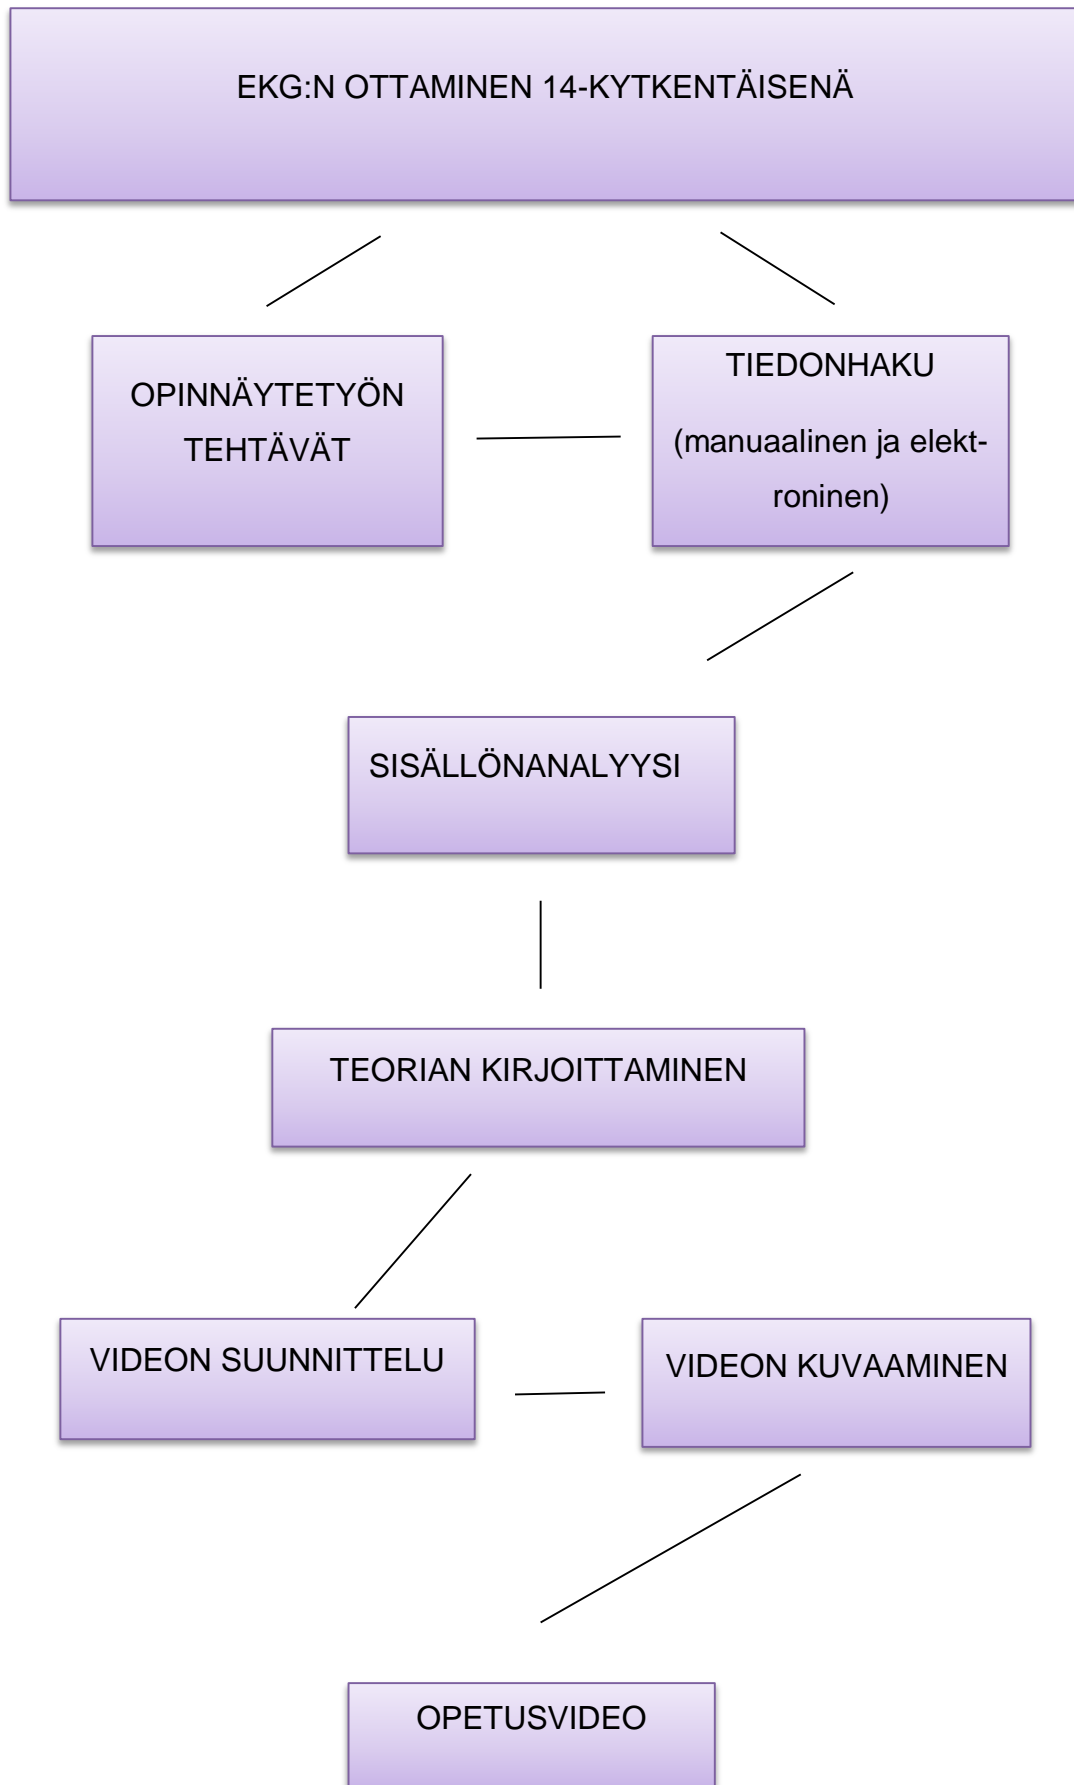 EKG:N OTTAMINEN 14-KYTKENTÄISENÄ
OPINNÄYTETYÖN
TEHTÄVÄT
TIEDONHAKU
(manuaalinen ja elekt-
roninen)
SISÄLLÖNANALYYSI
TEORIAN KIRJOITTAMINEN
VIDEON SUUNNITTELU
VIDEON KUVAAMINEN
OPETUSVIDEO